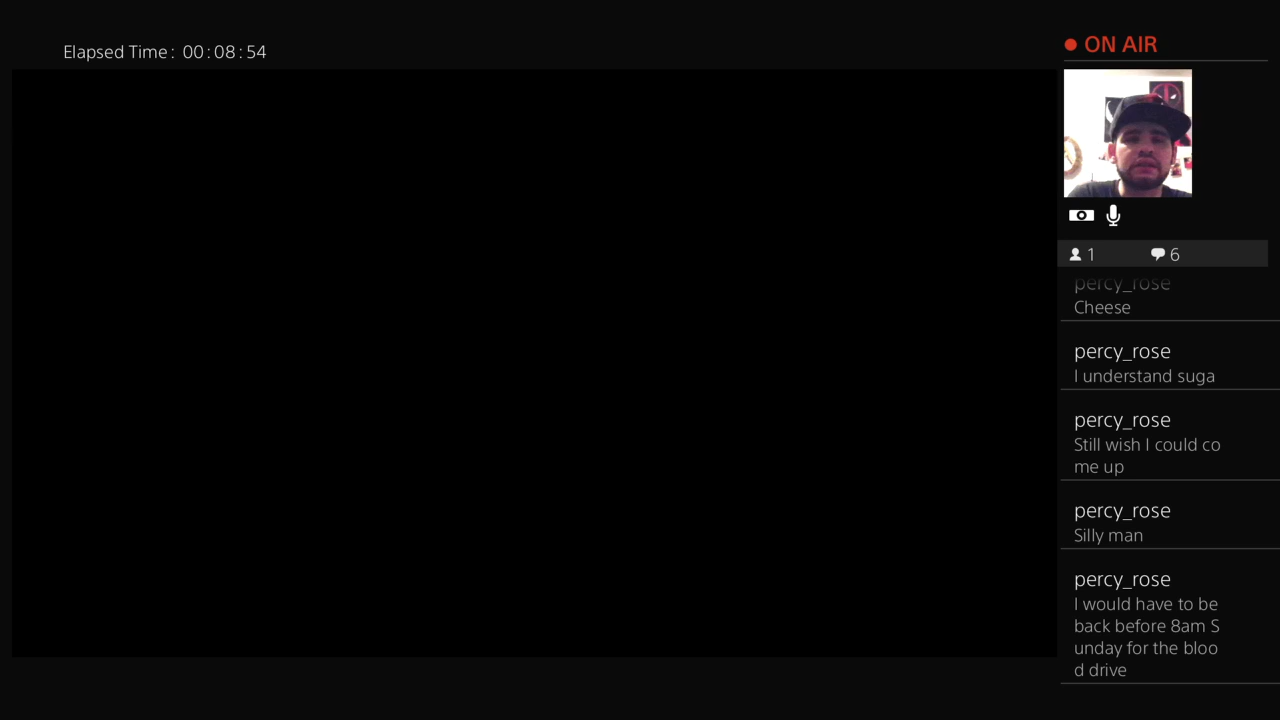 Elapsed Time: 00:08:54
ON AIR
1 6
percy_rose
Cheese
percy_rose
I understand suga
percy_rose
Still wish I could co
me up
percy_rose
Silly man
percy_rose
I would have to be
back before 8am S
unday for the bloo
d drive